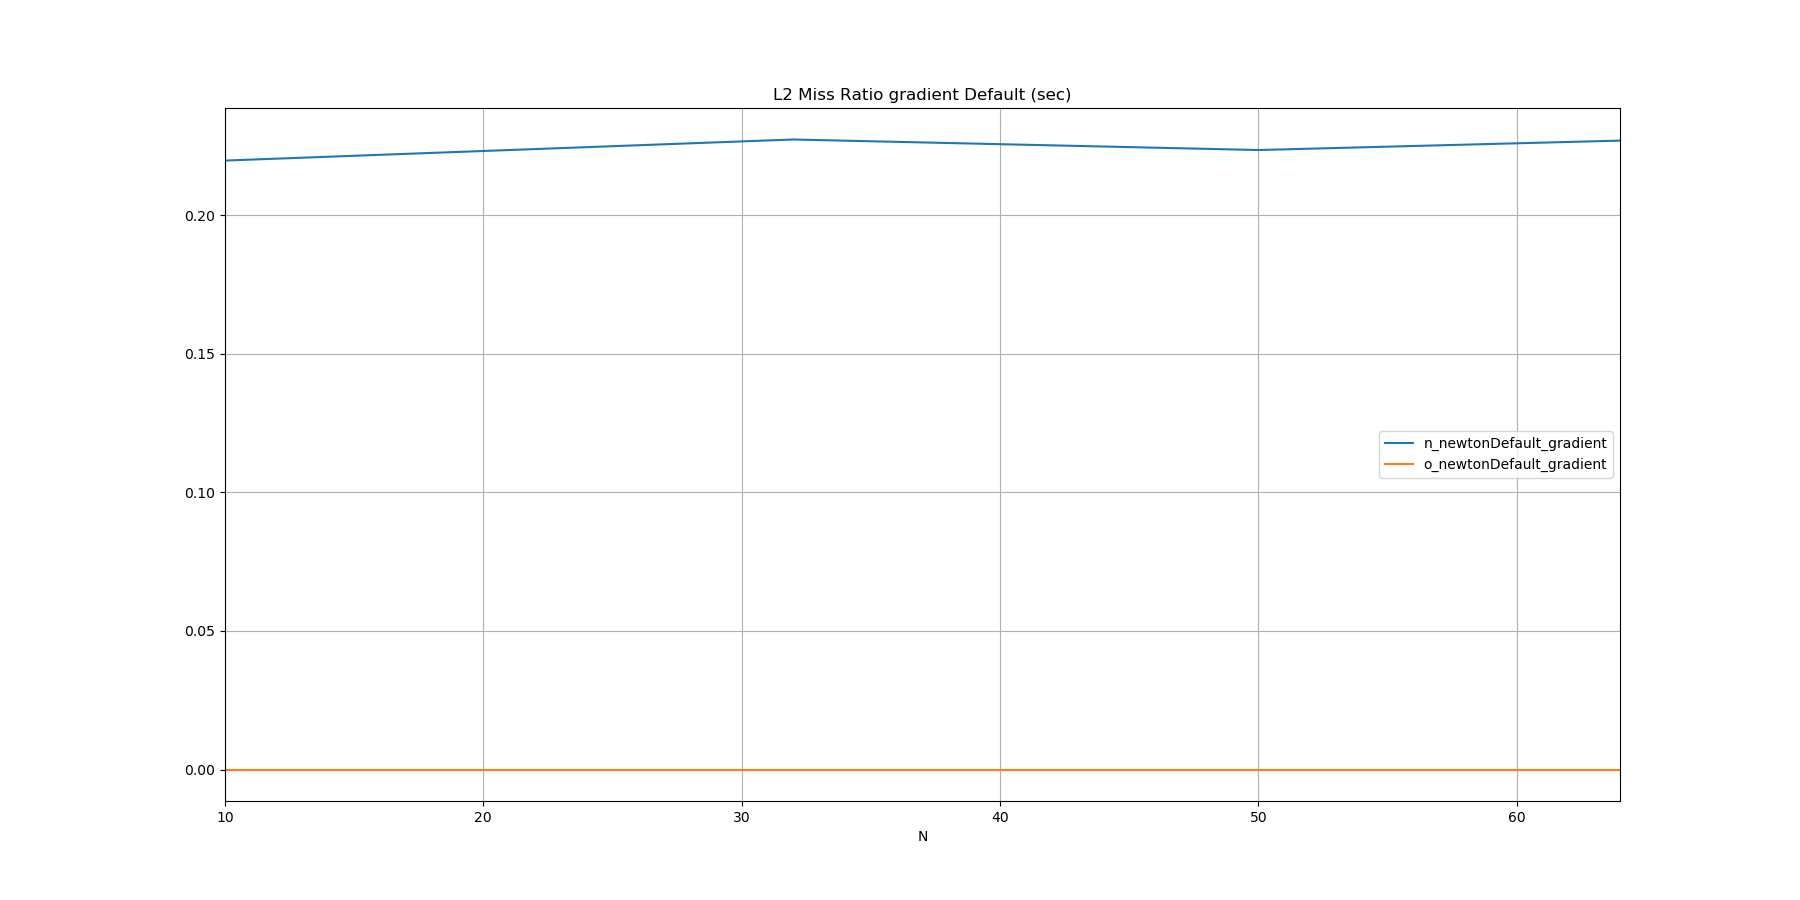 L2 Miss Ratio gradient Default (sec)
0.20
0.15
0.10
0.05
0.00
n_newtonDefault_gradient
o_newtonDefault_gradient
10 20 30 40 50 60
N